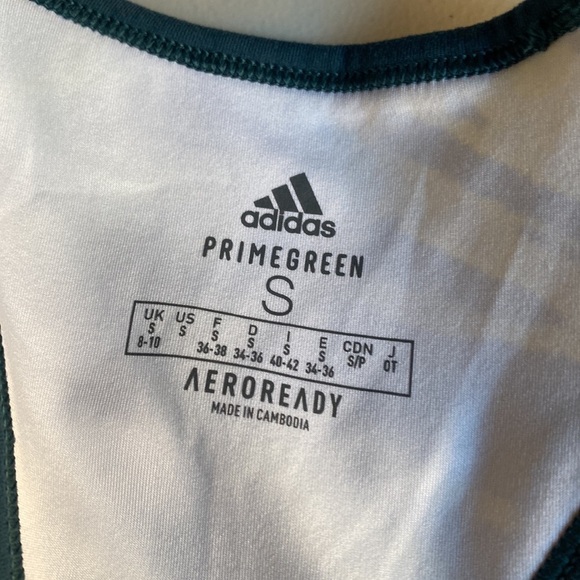 adidas
PRIMEGREEN
S
UK US F D I E CDN J
S S S S S S S/P OT
8-10 36-38 34-36 40-42 34-36
AEROREADY
MADE IN CAMBODIA